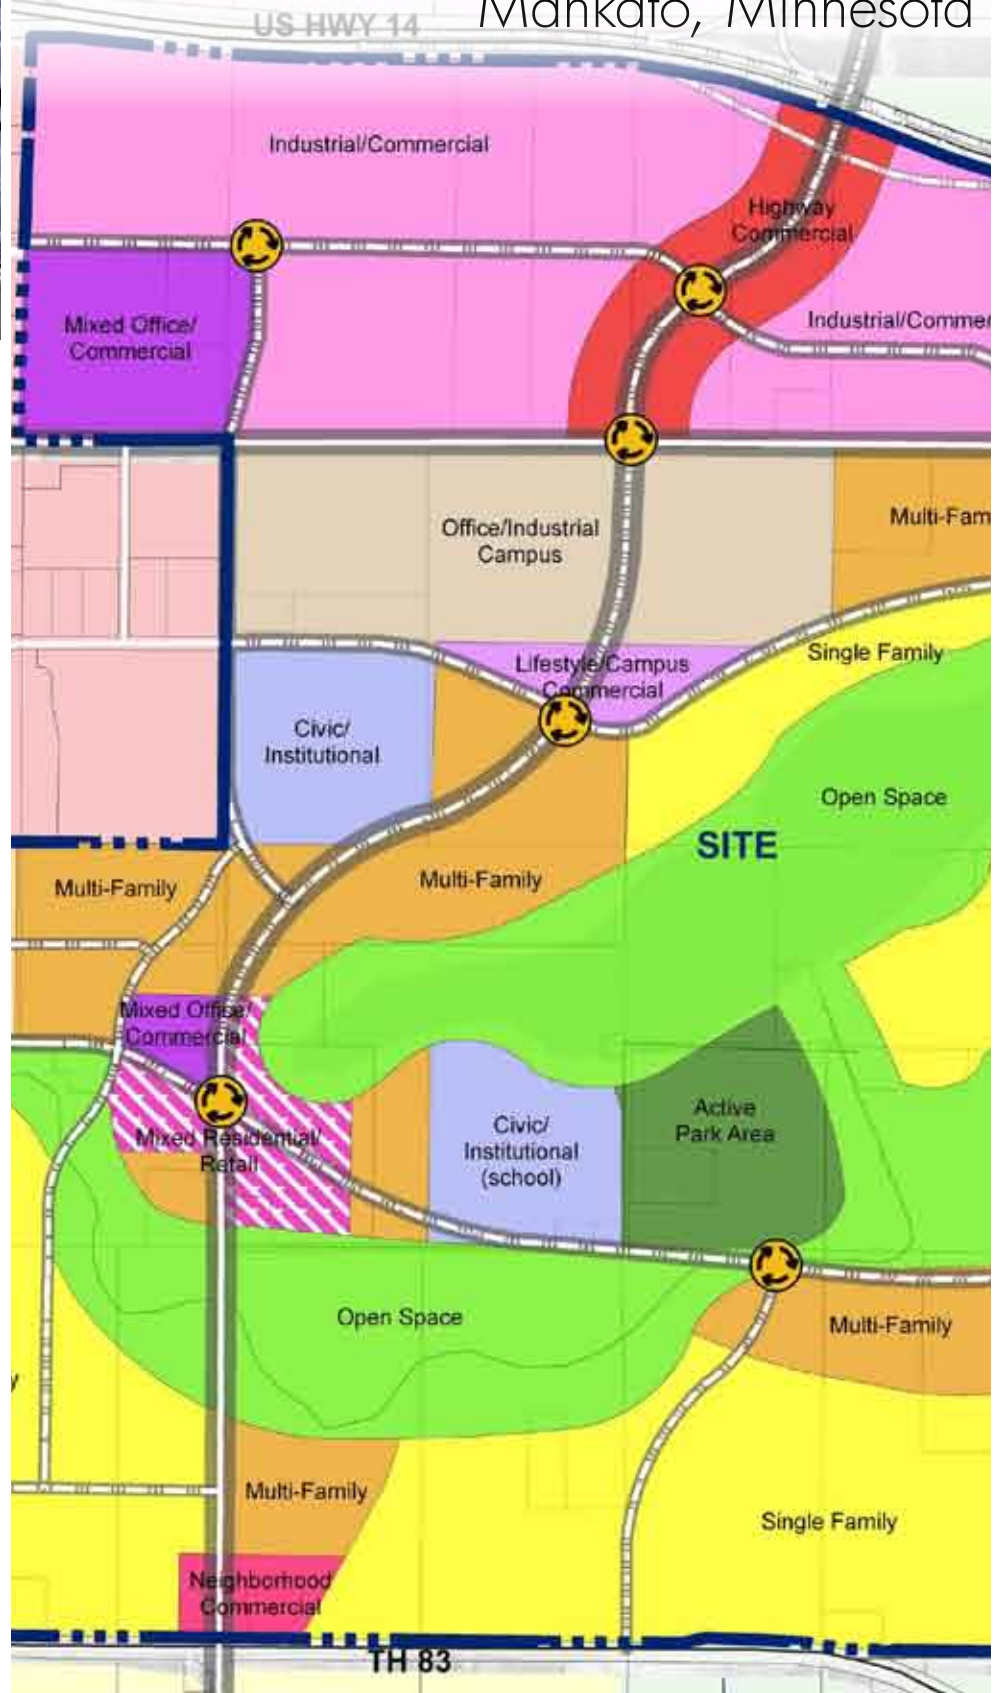 Mankato, Minnesota
US HWY 14
Industrial/Commercial
Highway
Commercial
Mixed Office/
Commercial
Industrial/Commer
Office/Industrial
Campus
Multi-Fam
Lifestyle/Campus
Commercial
Single Family
Civic/
Institutional
Open Space
SITE
Multi-Family
Multi-Family
Mixed Office/
Commercial
Mixed Residential/
Retail
Civic/
Institutional
(school)
Active
Park Area
Open Space
Multi-Family
y
Multi-Family
Single Family
Neighborhood
Commercial
TH 83